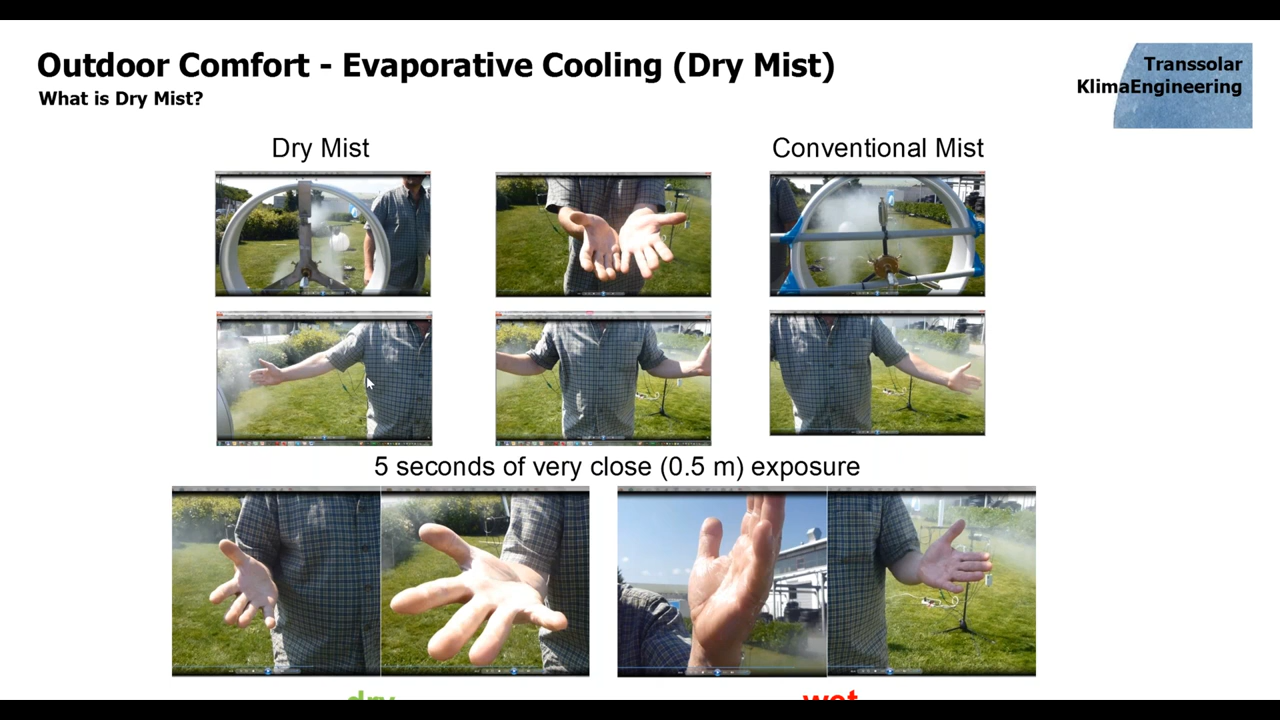 Outdoor Comfort - Evaporative Cooling (Dry Mist)
What is Dry Mist?
Transsolar
KlimaEngineering
Dry Mist
Conventional Mist
5 seconds of very close (0.5 m) exposure
dry
wet